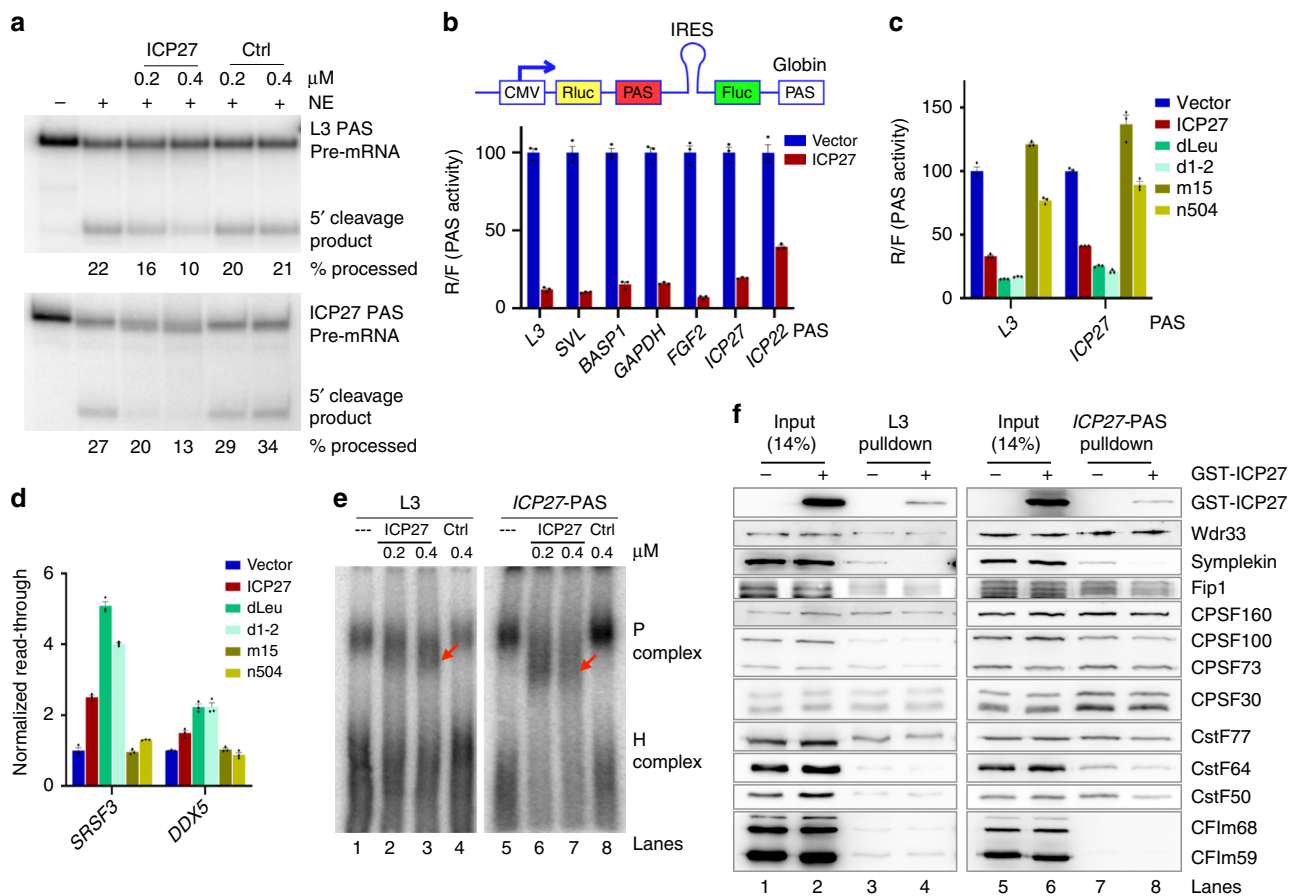 a
ICP27 Ctrl
0.2 0.4 0.2 0.4 μM
– + + + + + NE
L3 PAS
Pre-mRNA
5′ cleavage
product
22 16 10 20 21 % processed
ICP27 PAS
Pre-mRNA
5′ cleavage
product
27 20 13 29 34 % processed
b
IRES
Globin
CMV Rluc PAS Fluc PAS
R/F (PAS activity)
100
50
0
Vector
ICP27
L3 SVL BASP1 GAPDH FGF2 ICP27 ICP22 PAS
c
R/F (PAS activity)
150
100
50
0
Vector
ICP27
dLeu
d1-2
m15
n504
L3 ICP27 PAS
d
Normalized read-through
6
4
2
0
Vector
ICP27
dLeu
d1-2
m15
n504
SRSF3 DDX5
e
L3 ICP27-PAS
--- ICP27 Ctrl --- ICP27 Ctrl
0.2 0.4 0.4 0.2 0.4 0.4 μM
P
complex
H
complex
1 2 3 4 5 6 7 8 Lanes
f
Input L3 Input ICP27-PAS
(14%) pulldown (14%) pulldown
– + – + – + – + GST-ICP27
GST-ICP27
Wdr33
Symplekin
Fip1
CPSF160
CPSF100
CPSF73
CPSF30
CstF77
CstF64
CstF50
CFIm68
CFIm59
1 2 3 4 5 6 7 8 Lanes